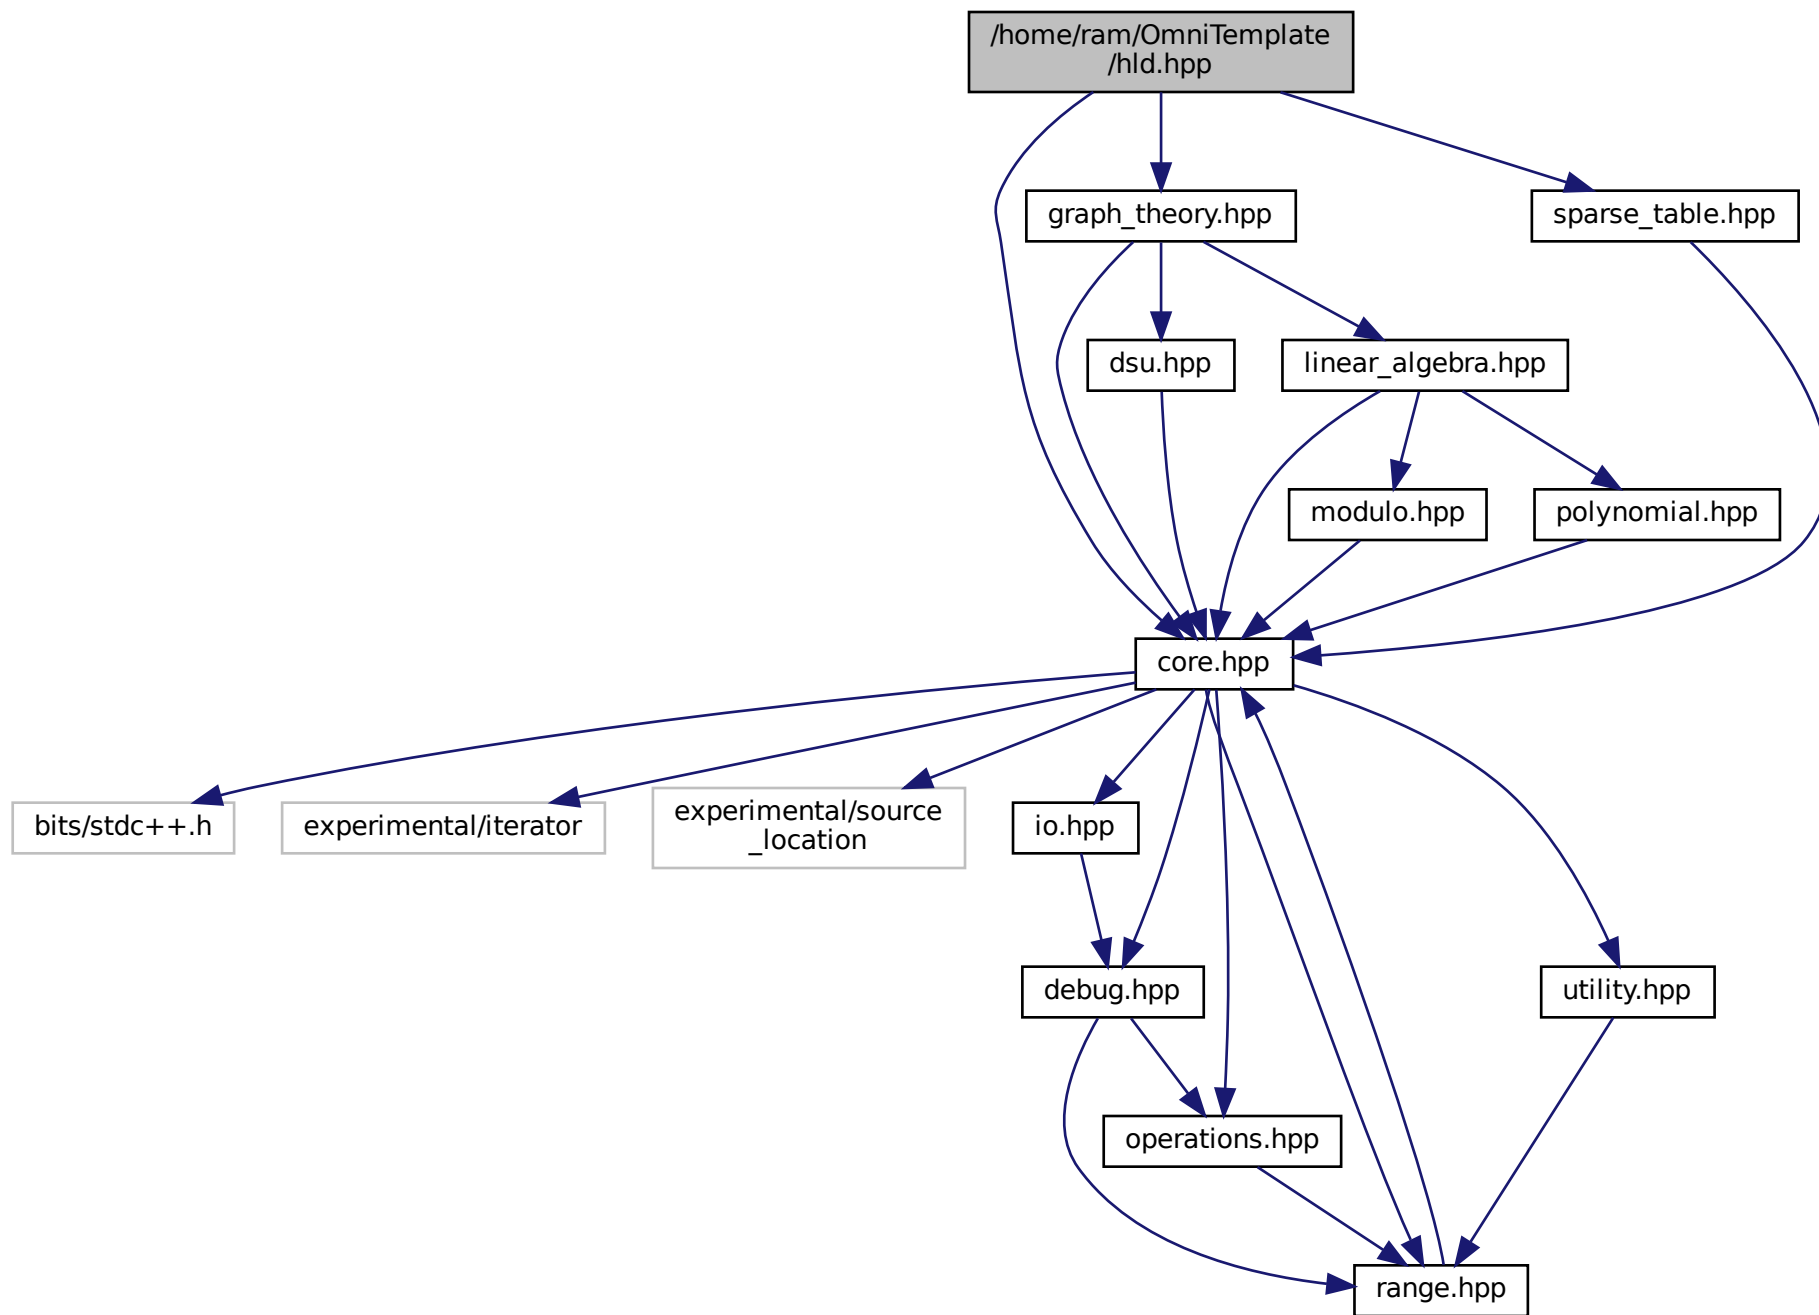 /home/ram/OmniTemplate
/hld.hpp
graph_theory.hpp
sparse_table.hpp
dsu.hpp
linear_algebra.hpp
modulo.hpp
polynomial.hpp
core.hpp
bits/stdc++.h
experimental/iterator
experimental/source
_location
io.hpp
debug.hpp
utility.hpp
operations.hpp
range.hpp